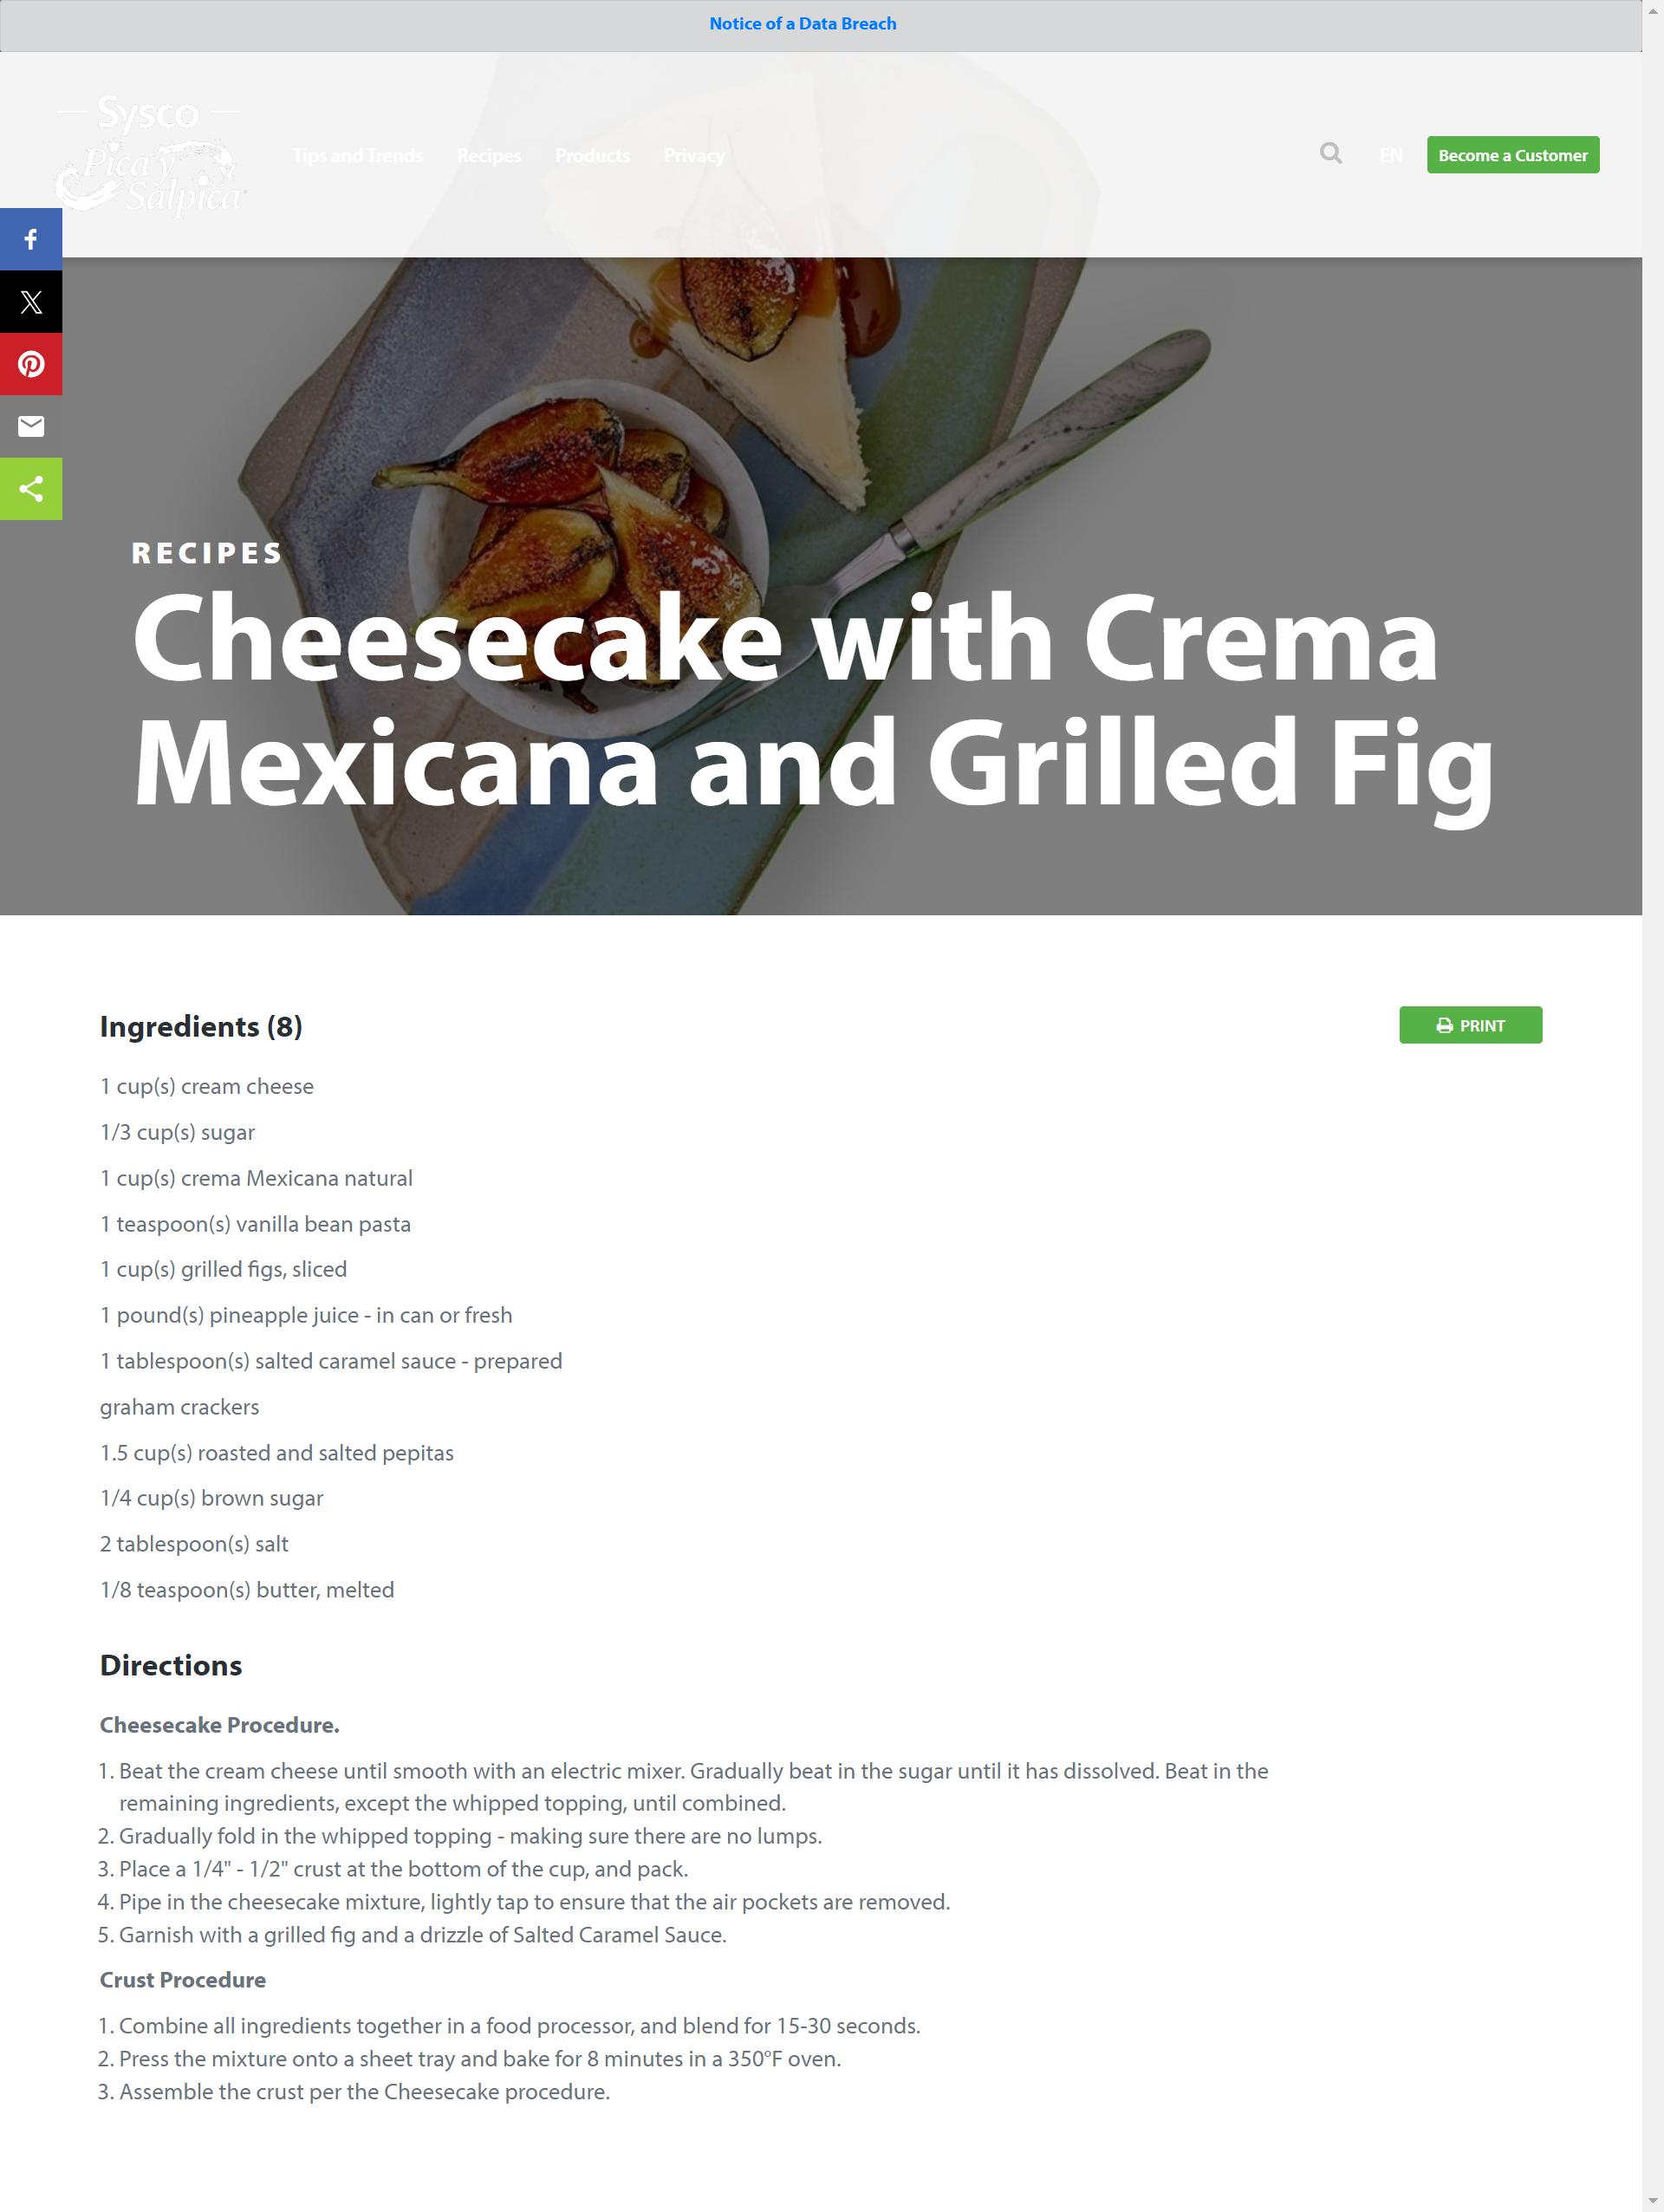 Notice of a Data Breach
Sysco
Pica y
Salpica
Tips and Trends Recipes Products Privacy
EN Become a Customer
RECIPES
Cheesecake with Crema
Mexicana and Grilled Fig
Ingredients (8)
PRINT
1 cup(s) cream cheese
1/3 cup(s) sugar
1 cup(s) crema Mexicana natural
1 teaspoon(s) vanilla bean pasta
1 cup(s) grilled figs, sliced
1 pound(s) pineapple juice - in can or fresh
1 tablespoon(s) salted caramel sauce - prepared
graham crackers
1.5 cup(s) roasted and salted pepitas
1/4 cup(s) brown sugar
2 tablespoon(s) salt
1/8 teaspoon(s) butter, melted
Directions
Cheesecake Procedure.
1. Beat the cream cheese until smooth with an electric mixer. Gradually beat in the sugar until it has dissolved. Beat in the
remaining ingredients, except the whipped topping, until combined.
2. Gradually fold in the whipped topping - making sure there are no lumps.
3. Place a 1/4" - 1/2" crust at the bottom of the cup, and pack.
4. Pipe in the cheesecake mixture, lightly tap to ensure that the air pockets are removed.
5. Garnish with a grilled fig and a drizzle of Salted Caramel Sauce.
Crust Procedure
1. Combine all ingredients together in a food processor, and blend for 15-30 seconds.
2. Press the mixture onto a sheet tray and bake for 8 minutes in a 350°F oven.
3. Assemble the crust per the Cheesecake procedure.